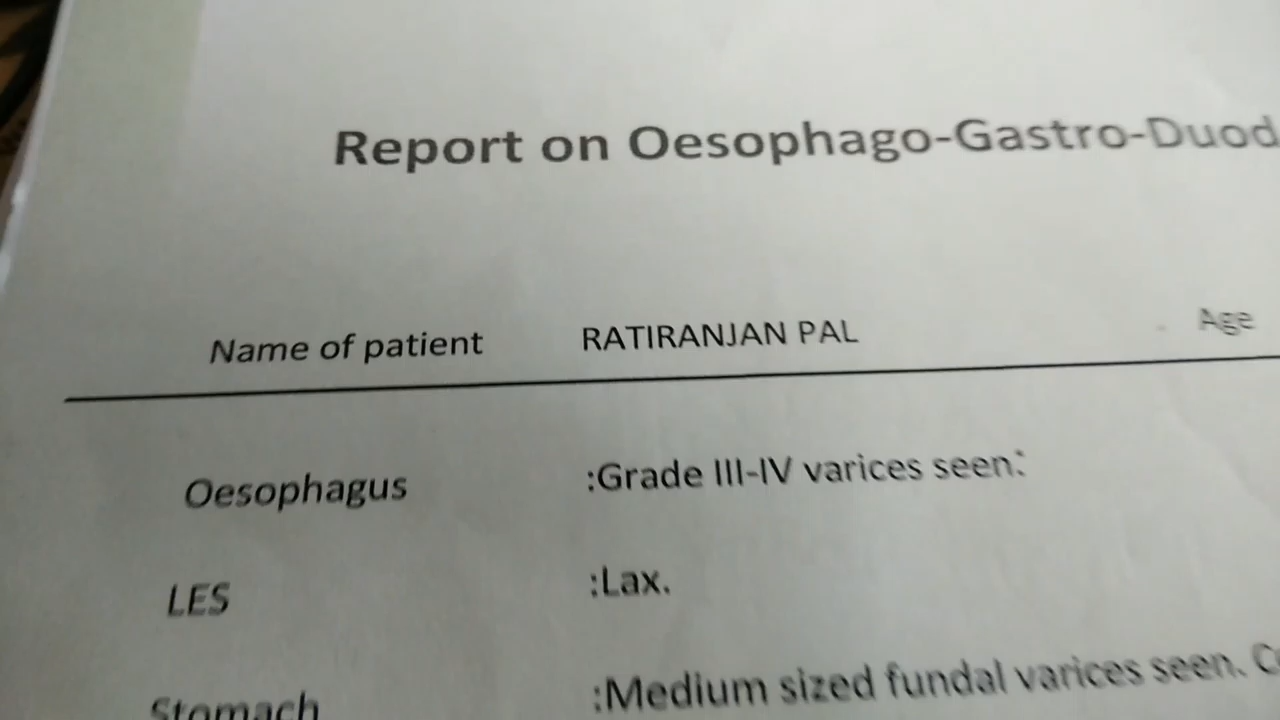 Report on Oesophago-Gastro-Duod
Name of patient RATIRANJAN PAL Age
Oesophagus :Grade III-IV varices seen.
LES :Lax.
Stomach :Medium sized fundal varices seen.